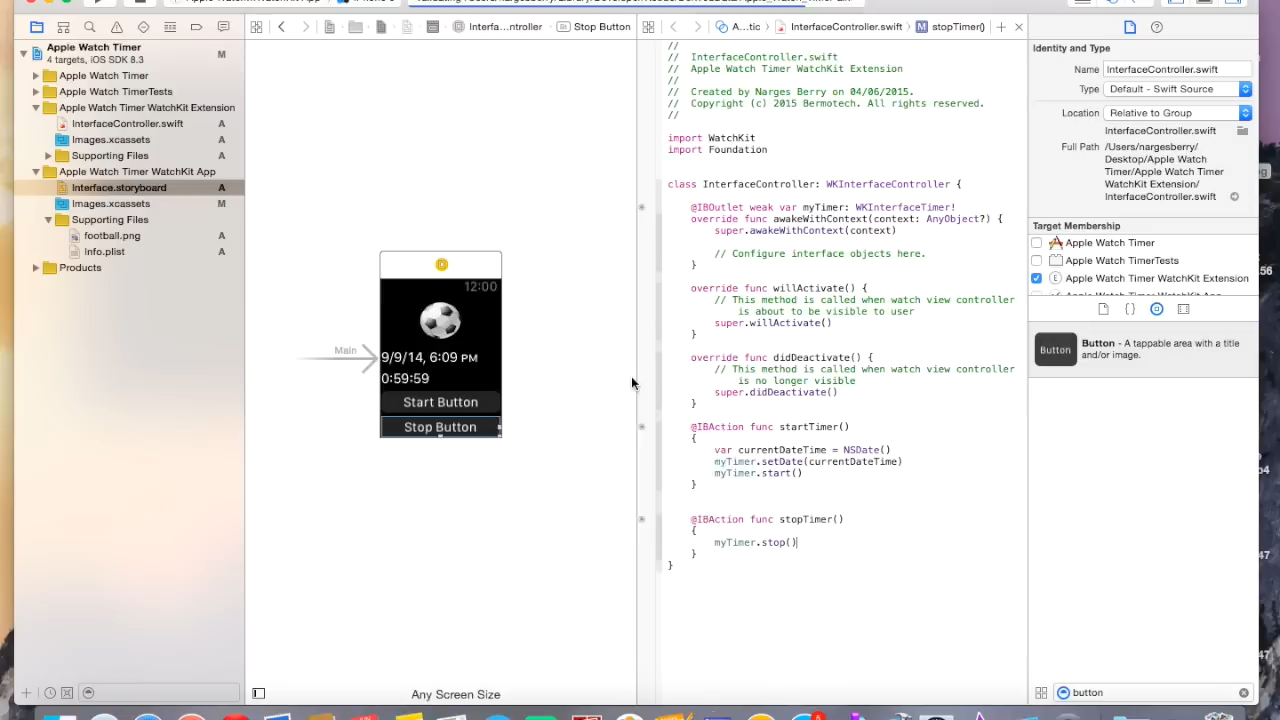 Interfa...ntroller
Stop Button
A...tic
InterfaceController.swift
stopTimer()
Apple Watch Timer
M
4 targets, iOS SDK 8.3
Apple Watch Timer
Apple Watch TimerTests
Apple Watch Timer WatchKit Extension
InterfaceController.swift
A
Images.xcassets
A
Supporting Files
A
Apple Watch Timer WatchKit App
Interface.storyboard
A
Images.xcassets
M
Supporting Files
football.png
A
Info.plist
A
Products
12:00
Main
9/9/14, 6:09 PM
0:59:59
Start Button
Stop Button
Any Screen Size
//
// InterfaceController.swift
// Apple Watch Timer WatchKit Extension
//
// Created by Narges Berry on 04/06/2015.
// Copyright (c) 2015 Bermotech. All rights reserved.
//
import WatchKit
import Foundation
class InterfaceController: WKInterfaceController {
@IBOutlet weak var myTimer: WKInterfaceTimer!
override func awakeWithContext(context: AnyObject?) {
super.awakeWithContext(context)
// Configure interface objects here.
}
override func willActivate() {
// This method is called when watch view controller
is about to be visible to user
super.willActivate()
}
override func didDeactivate() {
// This method is called when watch view controller
is no longer visible
super.didDeactivate()
}
@IBAction func startTimer()
{
var currentDateTime = NSDate()
myTimer.setDate(currentDateTime)
myTimer.start()
}
@IBAction func stopTimer()
{
myTimer.stop()
}
}
Identity and Type
Name
InterfaceController.swift
Type
Default - Swift Source
Location
Relative to Group
InterfaceController.swift
Full Path
/Users/nargesberry/
Desktop/Apple Watch
Timer/Apple Watch Timer
WatchKit Extension/
InterfaceController.swift
Target Membership
Apple Watch Timer
Apple Watch TimerTests
E
Apple Watch Timer WatchKit Extension
Apple Watch Timer WatchKit App
Button
Button - A tappable area with a title
and/or image.
button
56
47
po4
47